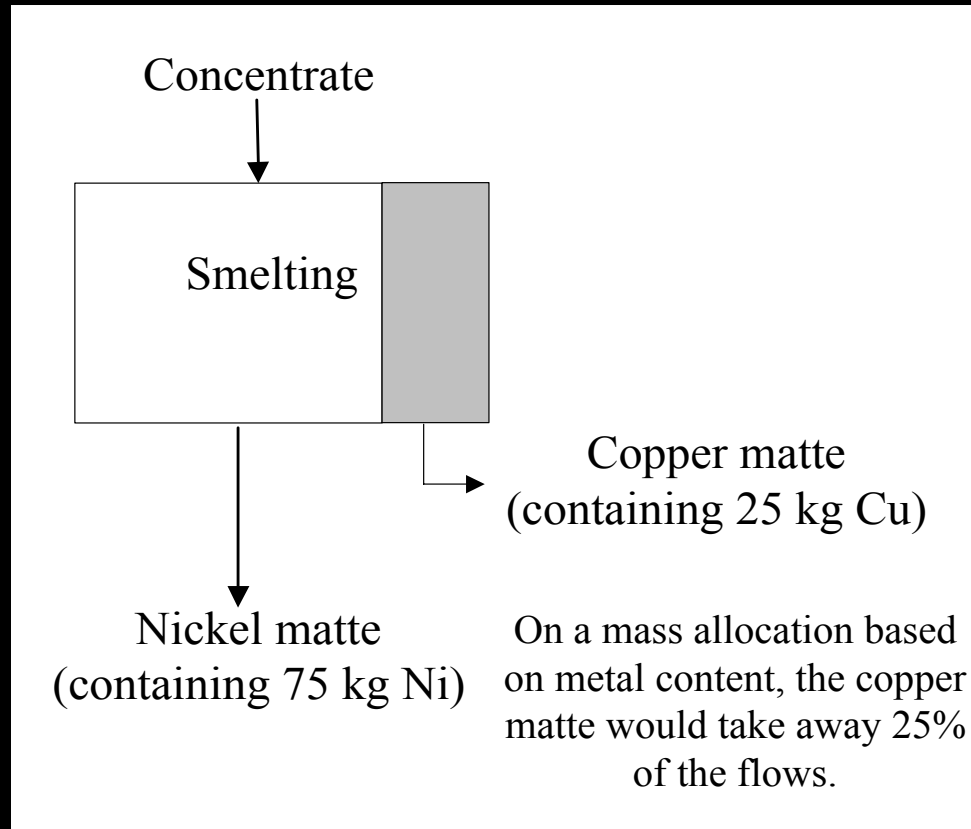 Concentrate
Smelting
Copper matte
(containing 25 kg Cu)
Nickel matte
(containing 75 kg Ni)
On a mass allocation based
on metal content, the copper
matte would take away 25%
of the flows.